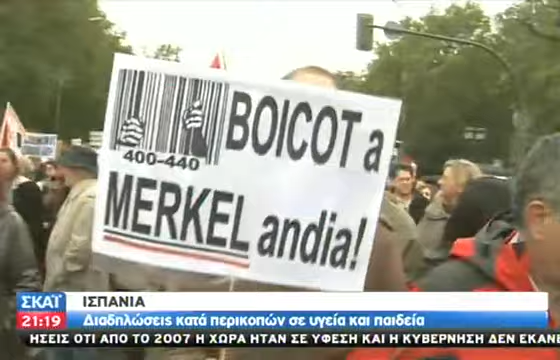 BOICOT a
400-440
MERKEL andia!
ΣΚΑΪ ΙΣΠΑΝΙΑ
21:19 Διαδηλώσεις κατά περικοπών σε υγεία και παιδεία
ΗΣΕΙΣ ΟΤΙ ΑΠΟ ΤΟ 2007 Η ΧΩΡΑ ΗΤΑΝ ΣΕ ΥΦΕΣΗ ΚΑΙ Η ΚΥΒΕΡΝΗΣΗ ΔΕΝ ΕΚΑΝ